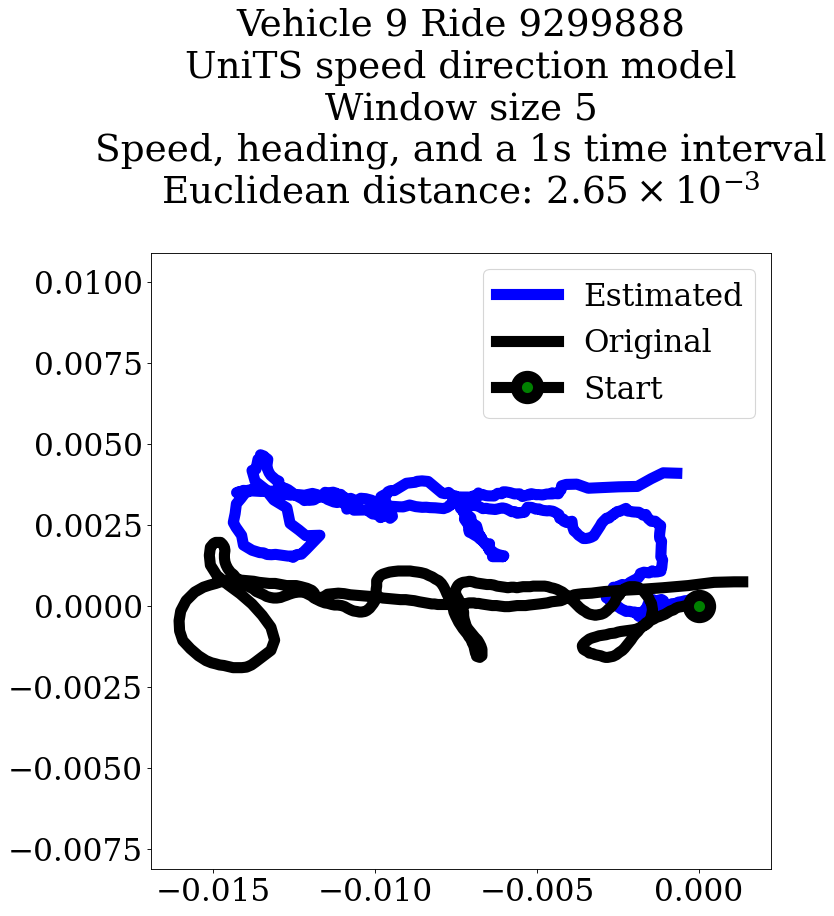 Vehicle 9 Ride 9299888
UniTS speed direction model
Window size 5
Speed, heading, and a 1s time interval
Euclidean distance: 2.65 × 10⁻³
Estimated
Original
Start
0.0100
0.0075
0.0050
0.0025
0.0000
−0.0025
−0.0050
−0.0075
−0.015 −0.010 −0.005 0.000